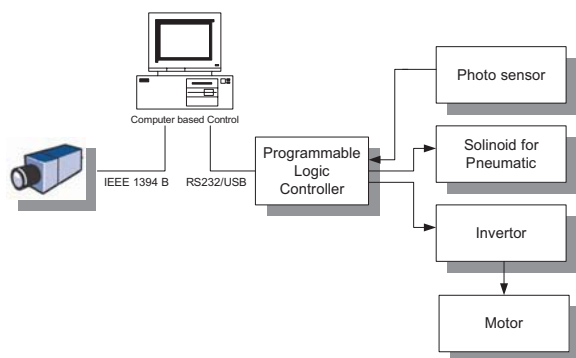 Computer based Control
IEEE 1394 B
RS232/USB
Programmable
Logic
Controller
Photo sensor
Solinoid for
Pneumatic
Invertor
Motor